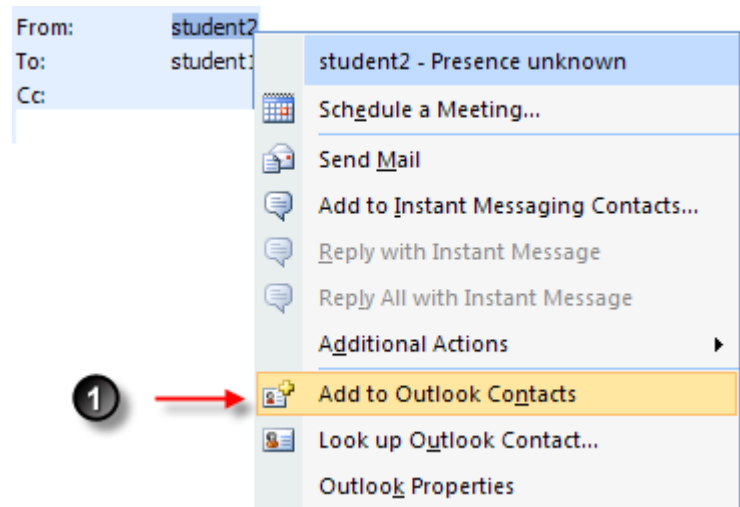 From: student2
To: student1
Cc:
student2 - Presence unknown
Schedule a Meeting...
Send Mail
Add to Instant Messaging Contacts...
Reply with Instant Message
Reply All with Instant Message
Additional Actions
1
Add to Outlook Contacts
Look up Outlook Contact...
Outlook Properties